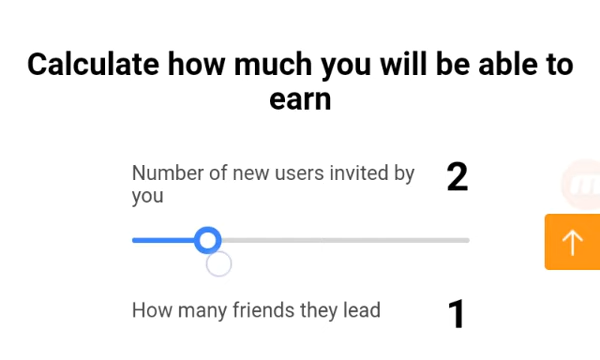 Calculate how much you will be able to
earn
Number of new users invited by
you
2
How many friends they lead
1